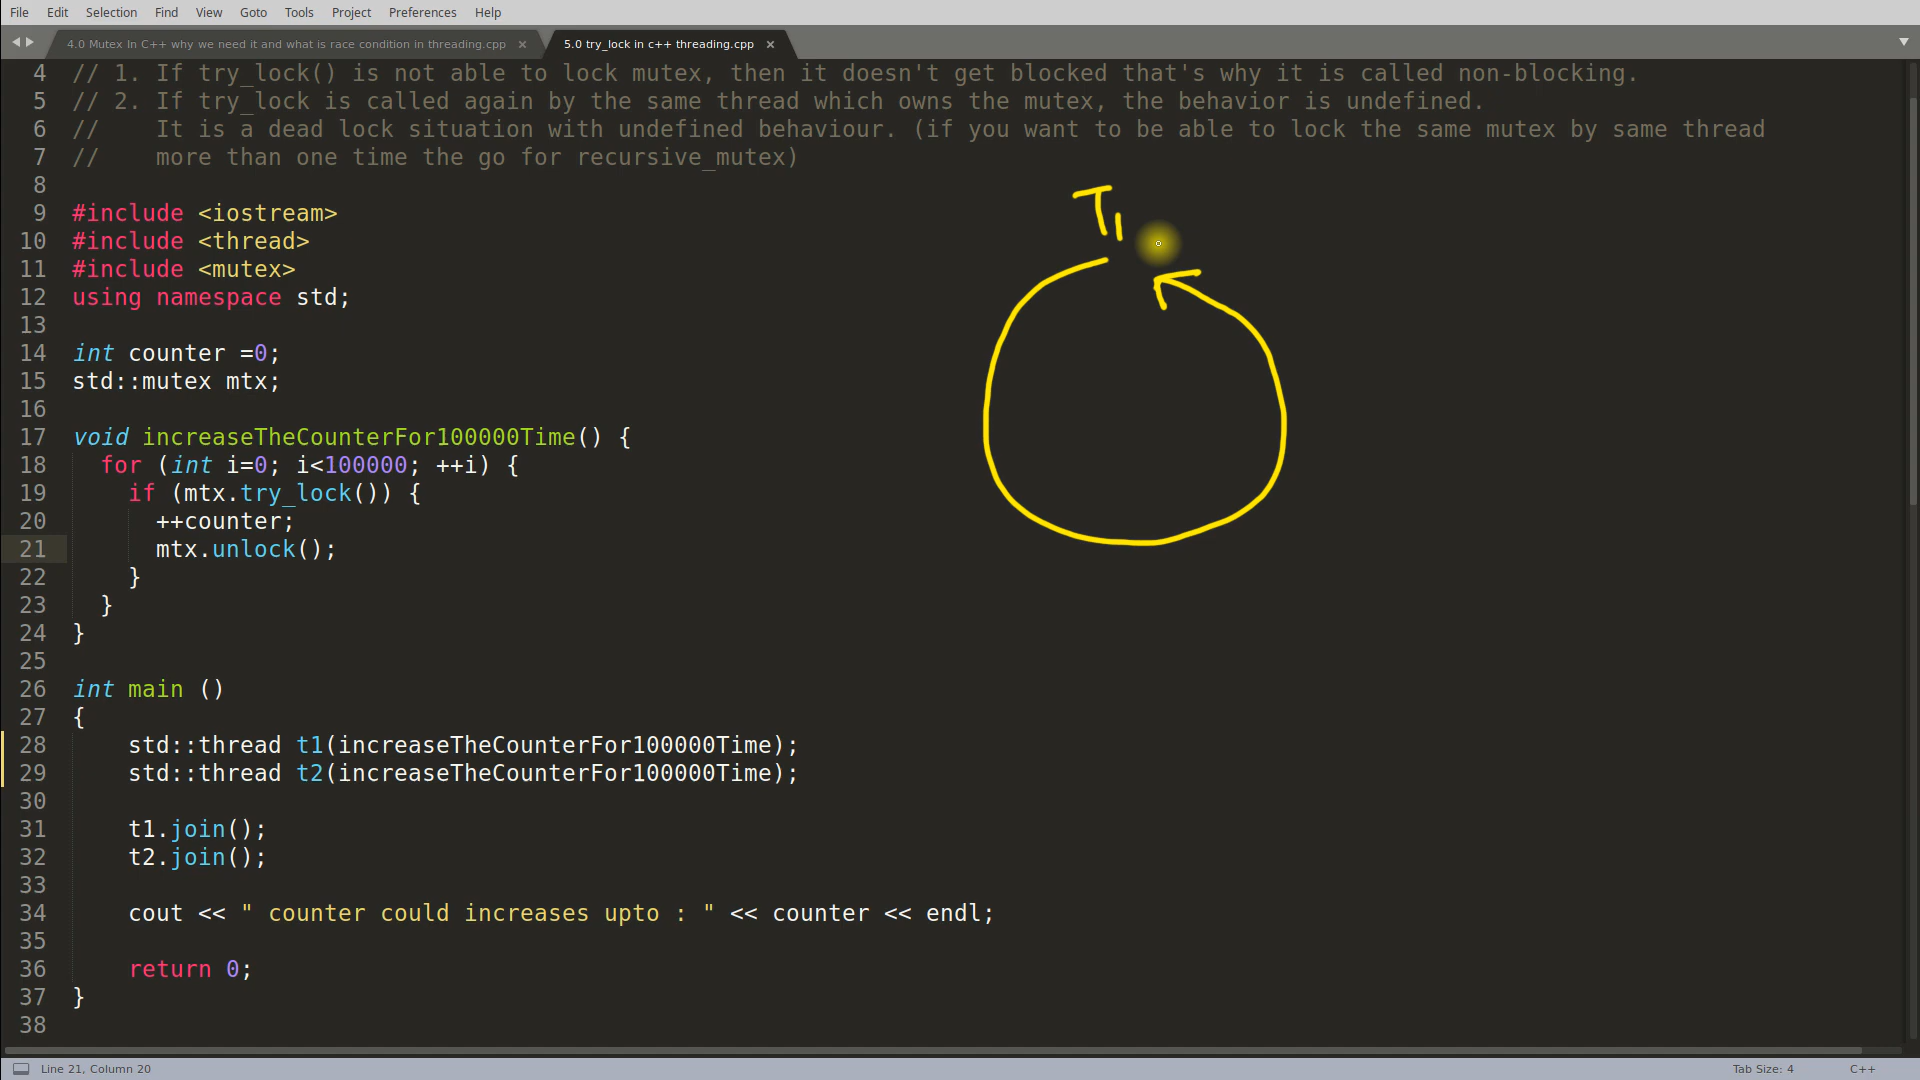 File Edit Selection Find View Goto Tools Project Preferences Help
4.0 Mutex In C++ why we need it and what is race condition in threading.cpp × 5.0 try_lock in c++ threading.cpp ×
4 // 1. If try_lock() is not able to lock mutex, then it doesn't get blocked that's why it is called non-blocking.
5 // 2. If try_lock is called again by the same thread which owns the mutex, the behavior is undefined.
6 //    It is a dead lock situation with undefined behaviour. (if you want to be able to lock the same mutex by same thread
7 //    more than one time the go for recursive_mutex)
8
T1
9 #include <iostream>
10 #include <thread>
11 #include <mutex>
12 using namespace std;
13
14 int counter =0;
15 std::mutex mtx;
16
17 void increaseTheCounterFor100000Time() {
18   for (int i=0; i<100000; ++i) {
19     if (mtx.try_lock()) {
20       ++counter;
21       mtx.unlock();
22     }
23   }
24 }
25
26 int main ()
27 {
28     std::thread t1(increaseTheCounterFor100000Time);
29     std::thread t2(increaseTheCounterFor100000Time);
30
31     t1.join();
32     t2.join();
33
34     cout << " counter could increases upto : " << counter << endl;
35
36     return 0;
37 }
38
Line 21, Column 20 Tab Size: 4 C++